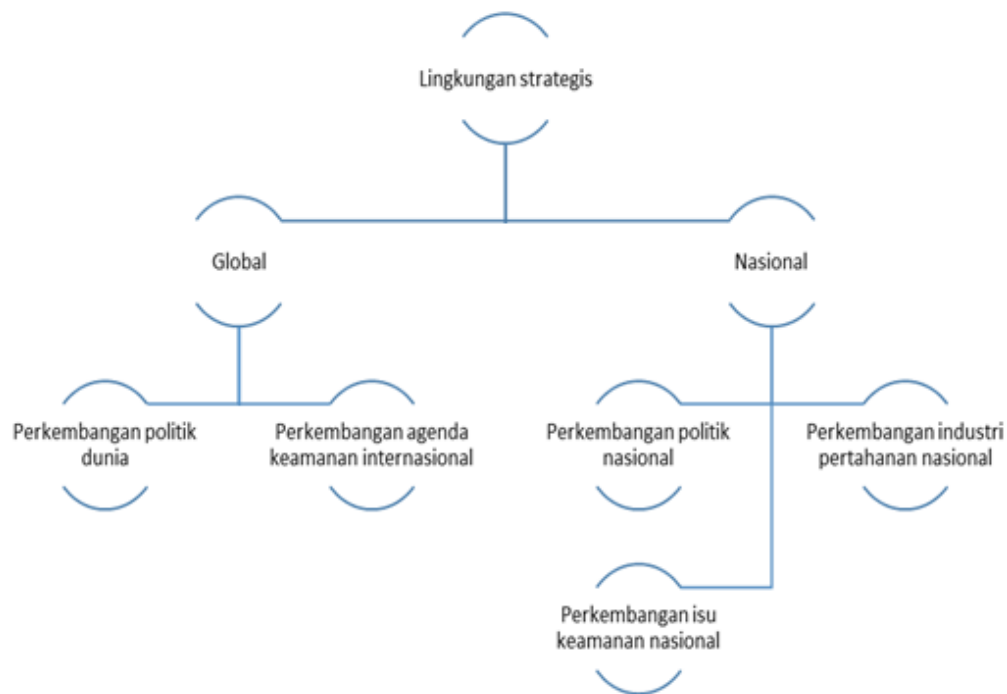 Lingkungan strategis
Global
Nasional
Perkembangan politik
dunia
Perkembangan agenda
keamanan internasional
Perkembangan politik
nasional
Perkembangan industri
pertahanan nasional
Perkembangan isu
keamanan nasional